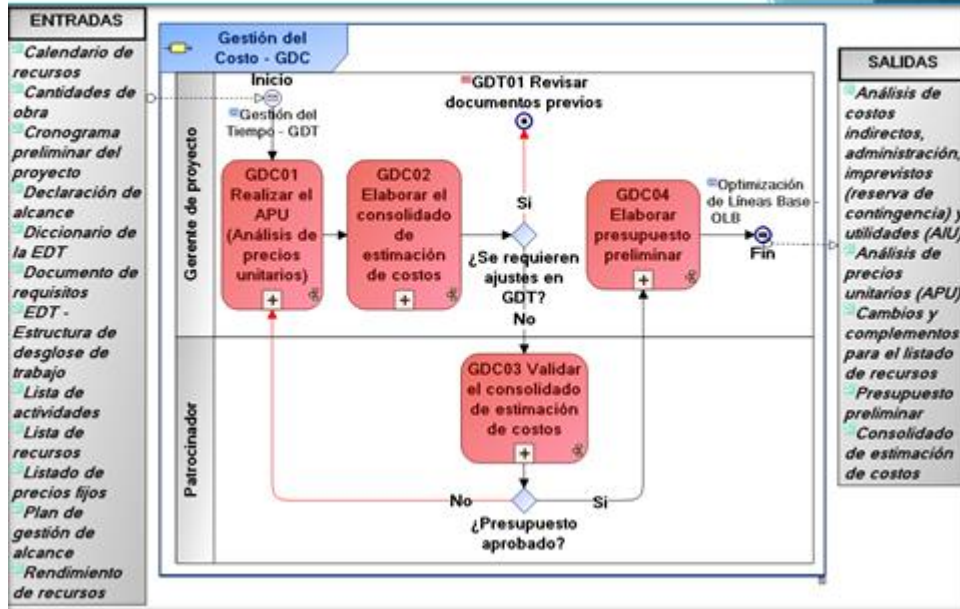 ENTRADAS
Calendario de
recursos
Cantidades de
obra
Cronograma
preliminar del
proyecto
Declaración de
alcance
Diccionario de
la EDT
Documento de
requisitos
EDT -
Estructura de
desglose de
trabajo
Lista de
actividades
Lista de
recursos
Listado de
precios fijos
Plan de
gestión de
alcance
Rendimiento
de recursos
Gestión del
Costo - GDC
Gerente de proyecto
Inicio
Gestión del
Tiempo - GDT
GDC01
Realizar el
APU
(Análisis de
precios
unitarios)
GDC02
Elaborar el
consolidado
de
estimación
de costos
GDT01 Revisar
documentos previos
Si
¿Se requieren
ajustes en
GDT?
No
GDC04
Elaborar
presupuesto
preliminar
Optimización
de Líneas Base -
OLB
Fin
Patrocinador
GDC03 Validar
el consolidado
de estimación
de costos
No
Si
¿Presupuesto
aprobado?
SALIDAS
Análisis de
costos
indirectos,
administración,
imprevistos
(reserva de
contingencia) y
utilidades (AIU)
Análisis de
precios
unitarios (APU)
Cambios y
complementos
para el listado
de recursos
Presupuesto
preliminar
Consolidado
de estimación
de costos